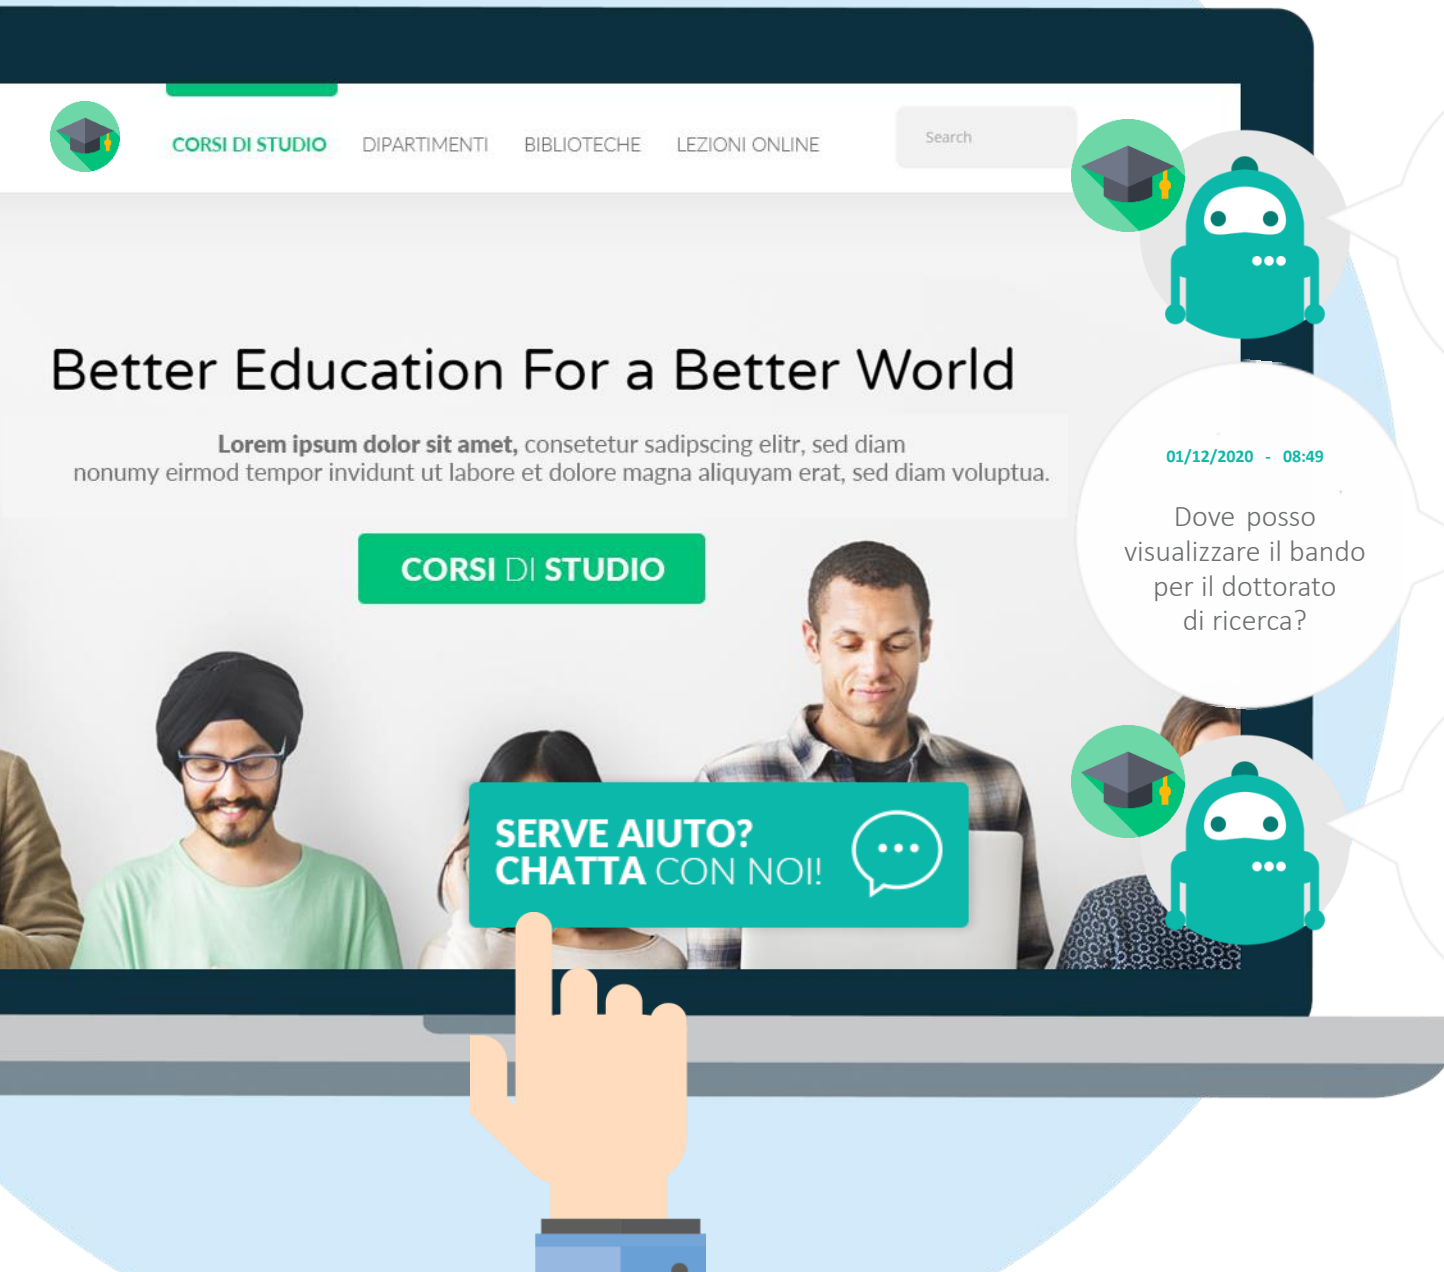 CORSI DI STUDIO DIPARTIMENTI BIBLIOTECHE LEZIONI ONLINE Search
Better Education For a Better World
Lorem ipsum dolor sit amet, consetetur sadipscing elitr, sed diam
nonumy eirmod tempor invidunt ut labore et dolore magna aliquyam erat, sed diam voluptua.
CORSI DI STUDIO
01/12/2020 - 08:49
Dove posso
visualizzare il bando
per il dottorato
di ricerca?
SERVE AIUTO?
CHATTA CON NOI!